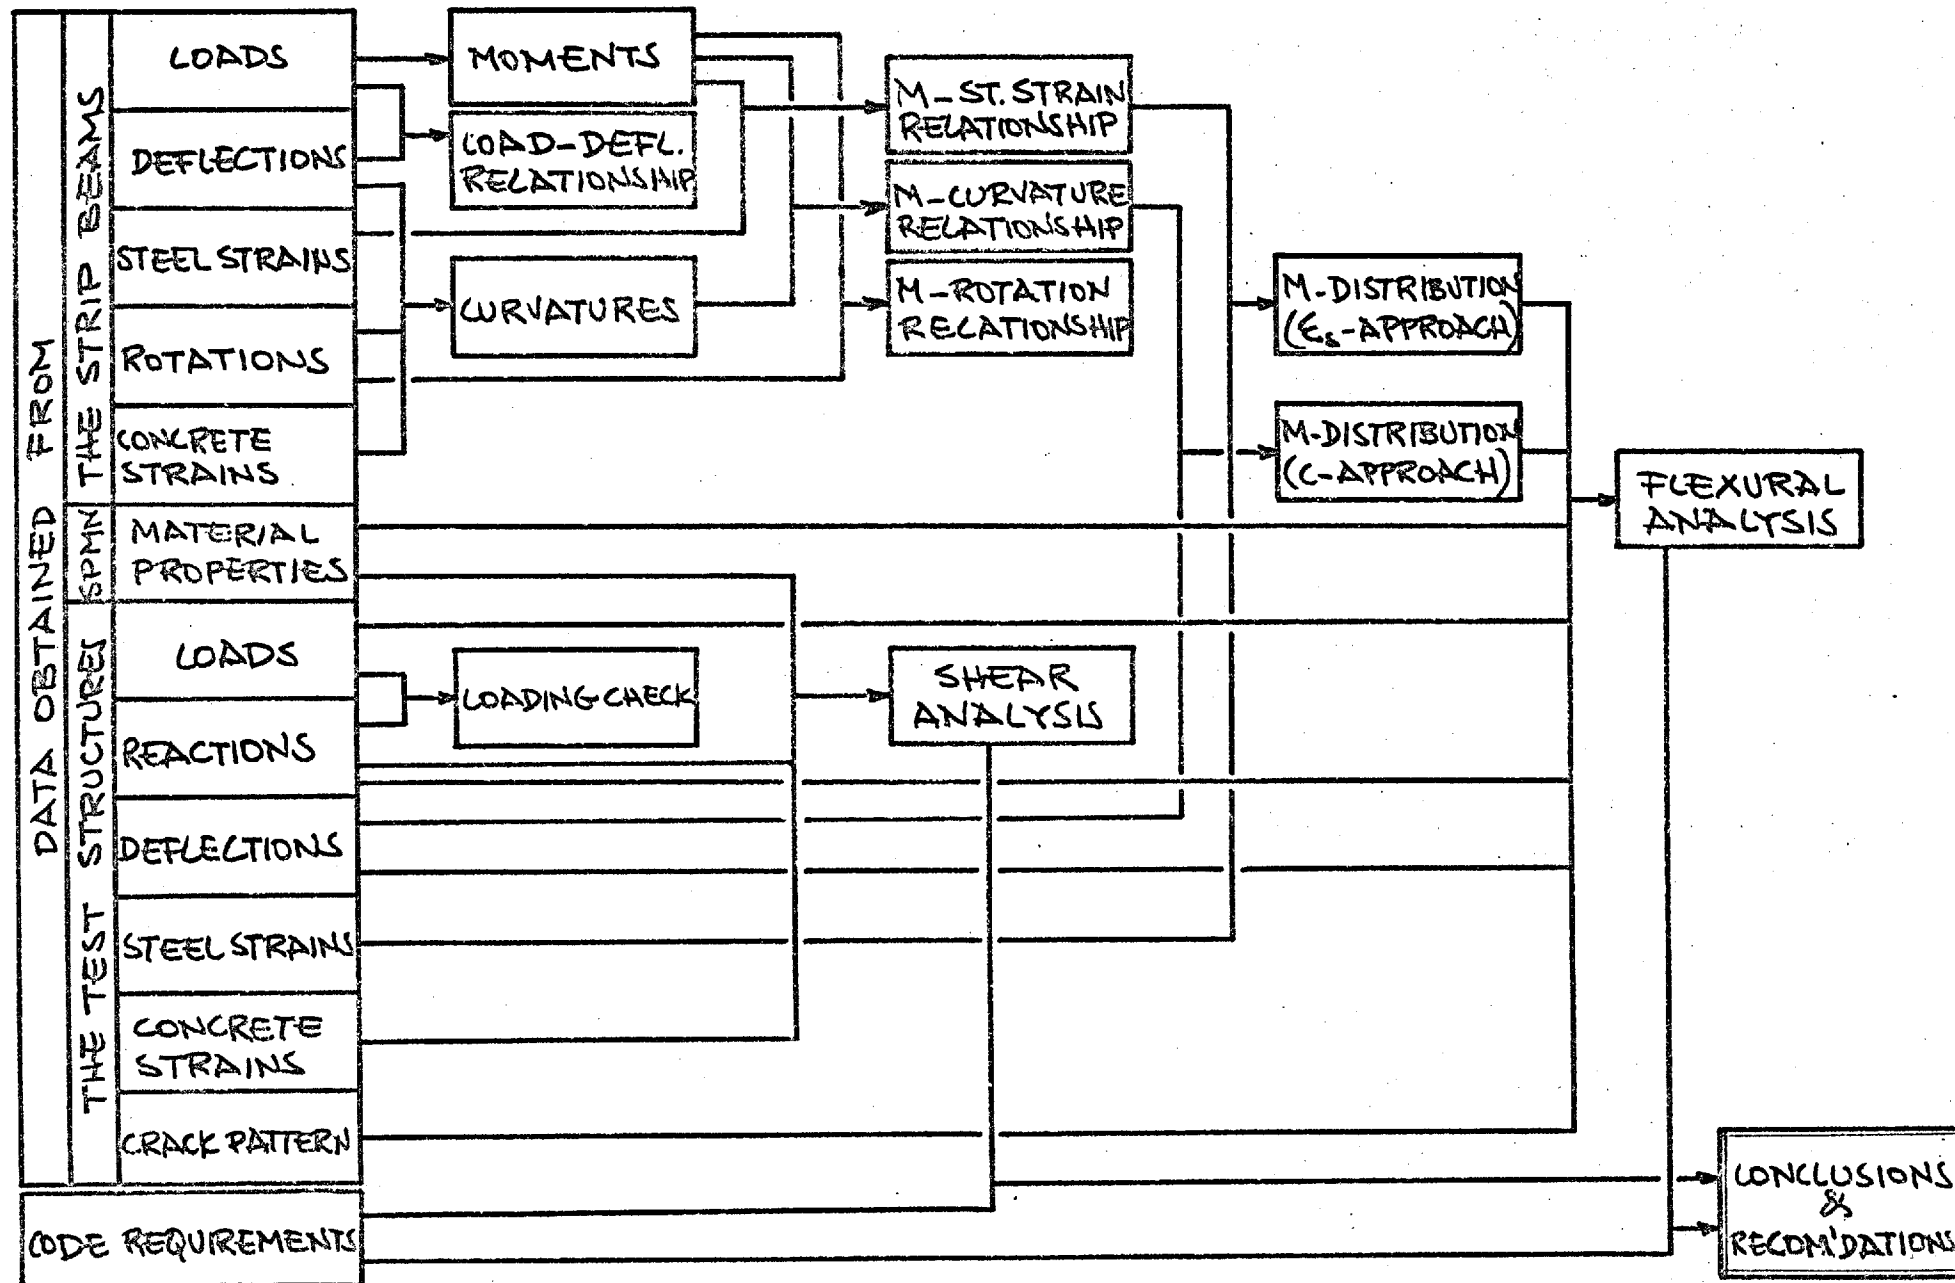 DATA OBTAINED FROM
THE STRIP BEAMS
SPMN
THE TEST STRUCTURES
LOADS
DEFLECTIONS
STEEL STRAINS
ROTATIONS
CONCRETE
STRAINS
MATERIAL
PROPERTIES
LOADS
REACTIONS
DEFLECTIONS
STEEL STRAINS
CONCRETE
STRAINS
CRACK PATTERN
CODE REQUIREMENTS
MOMENTS
LOAD-DEFL.
RELATIONSHIP
CURVATURES
LOADING CHECK
M-ST. STRAIN
RELATIONSHIP
M-CURVATURE
RELATIONSHIP
M-ROTATION
RELATIONSHIP
SHEAR
ANALYSIS
M-DISTRIBUTION
(Єs-APPROACH)
M-DISTRIBUTION
(C-APPROACH)
FLEXURAL
ANALYSIS
CONCLUSIONS
&
RECOM'DATIONS